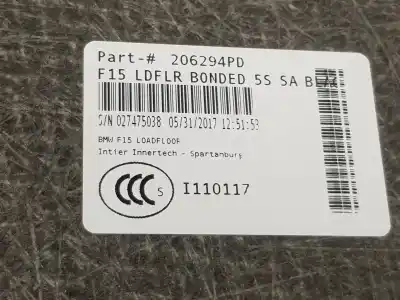 Part-# 206294PD
F15 LDFLR BONDED 5S SA
S/N 027475038 05/31/2017 12:51:53
BMW F15 LOADFLOOR
Intier Innertech - Spartanburg
CCC S I110117